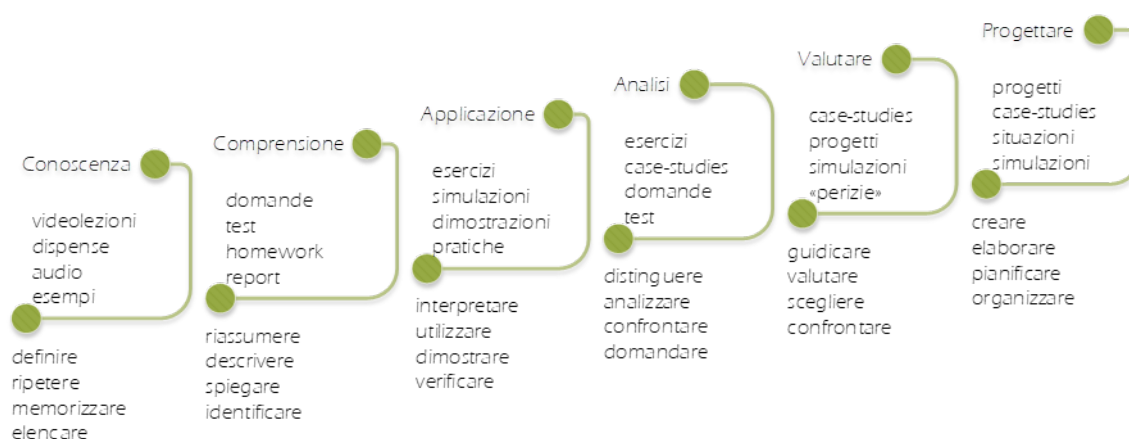 Conoscenza
videolezioni
dispense
audio
esempi
definire
ripetere
memorizzare
elencare
Comprensione
domande
test
homework
report
riassumere
descrivere
spiegare
identificare
Applicazione
esercizi
simulazioni
dimostrazioni
pratiche
interpretare
utilizzare
dimostrare
verificare
Analisi
esercizi
case-studies
domande
test
distinguere
analizzare
confrontare
domandare
Valutare
case-studies
progetti
simulazioni
«perizie»
guidicare
valutare
scegliere
confrontare
Progettare
progetti
case-studies
situazioni
simulazioni
creare
elaborare
pianificare
organizzare